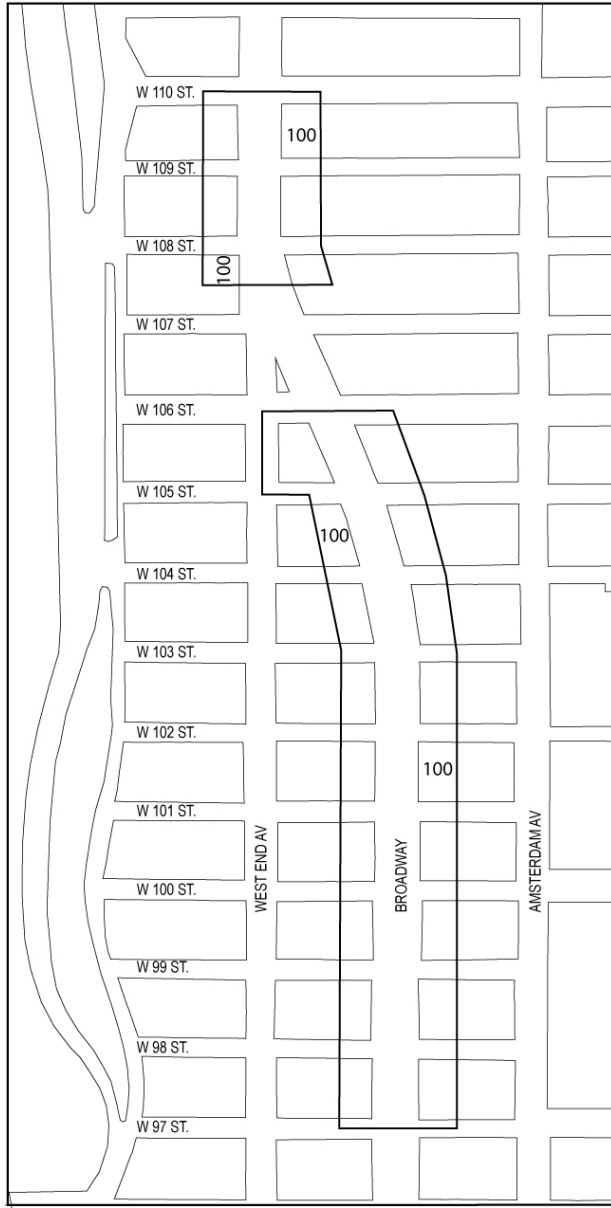 W 110 ST.
100
W 109 ST.
W 108 ST.
100
W 107 ST.
W 106 ST.
W 105 ST.
100
W 104 ST.
W 103 ST.
W 102 ST.
100
W 101 ST.
WEST END AV
BROADWAY
AMSTERDAM AV
W 100 ST.
W 99 ST.
W 98 ST.
W 97 ST.